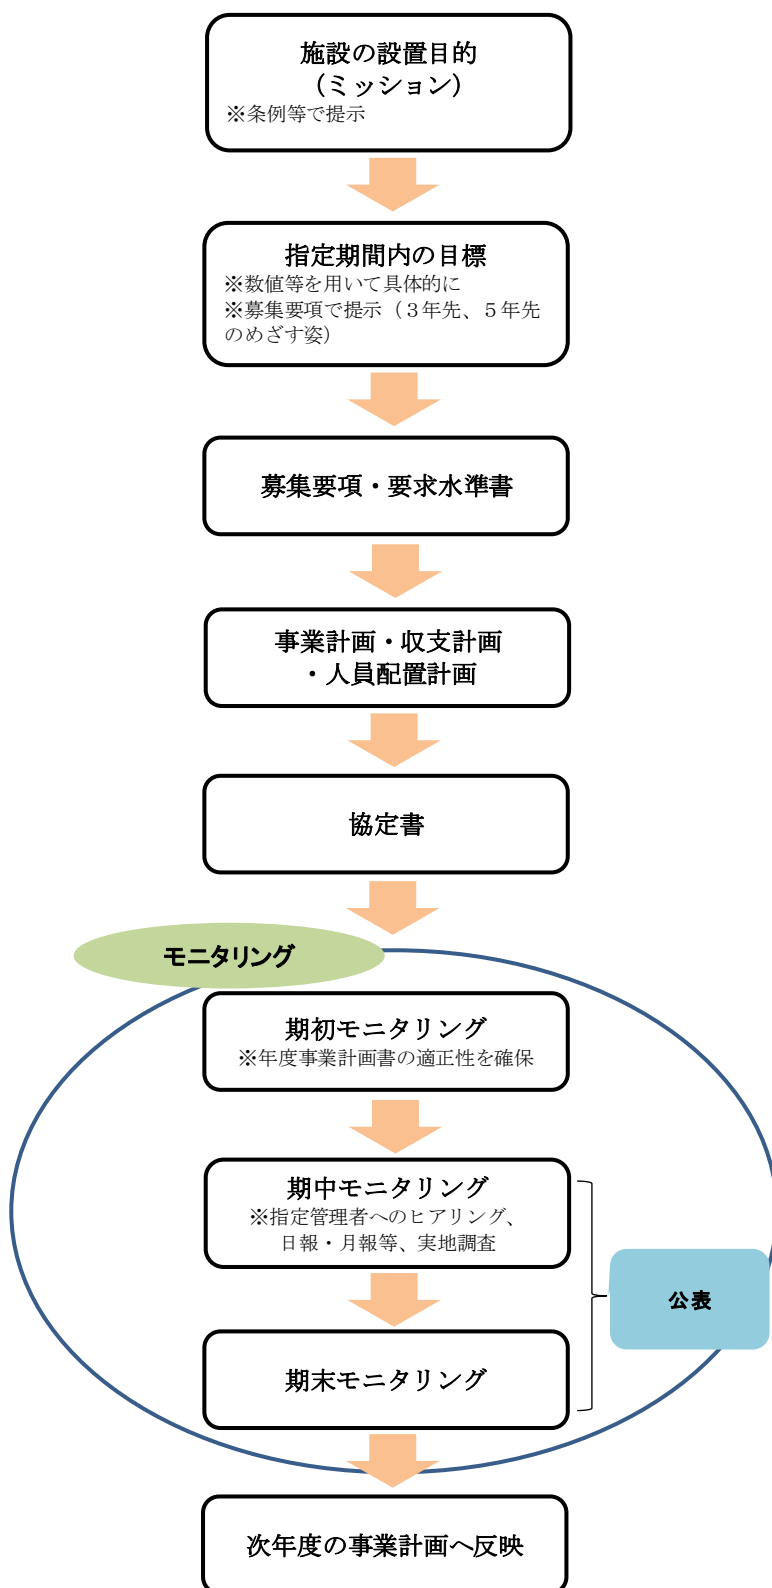 施設の設置目的
（ミッション）
※条例等で提示
指定期間内の目標
※数値等を用いて具体的に
※募集要項で提示（３年先、５年先
のめざす姿）
募集要項・要求水準書
事業計画・収支計画
・人員配置計画
協定書
モニタリング
期初モニタリング
※年度事業計画書の適正性を確保
期中モニタリング
※指定管理者へのヒアリング、
日報・月報等、実地調査
公表
期末モニタリング
次年度の事業計画へ反映